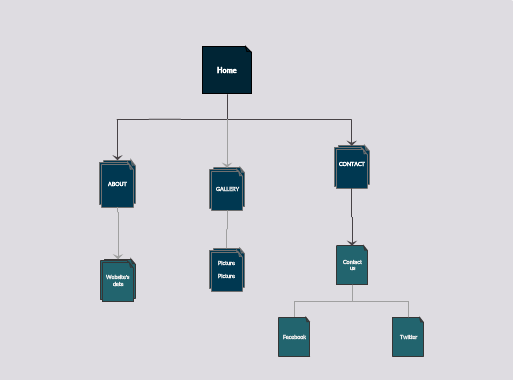 Home
ABOUT
GALLERY
CONTACT
Website's
data
Picture
Picture
Contact
us
Facebook
Twitter